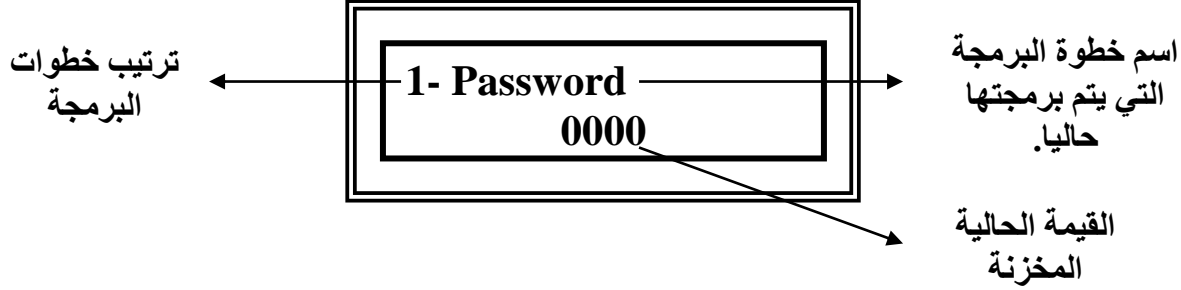 ترتيب خطوات
البرمجة
1- Password
0000
اسم خطوة البرمجة
التي يتم برمجتها
حاليا.
القيمة الحالية
المخزنة